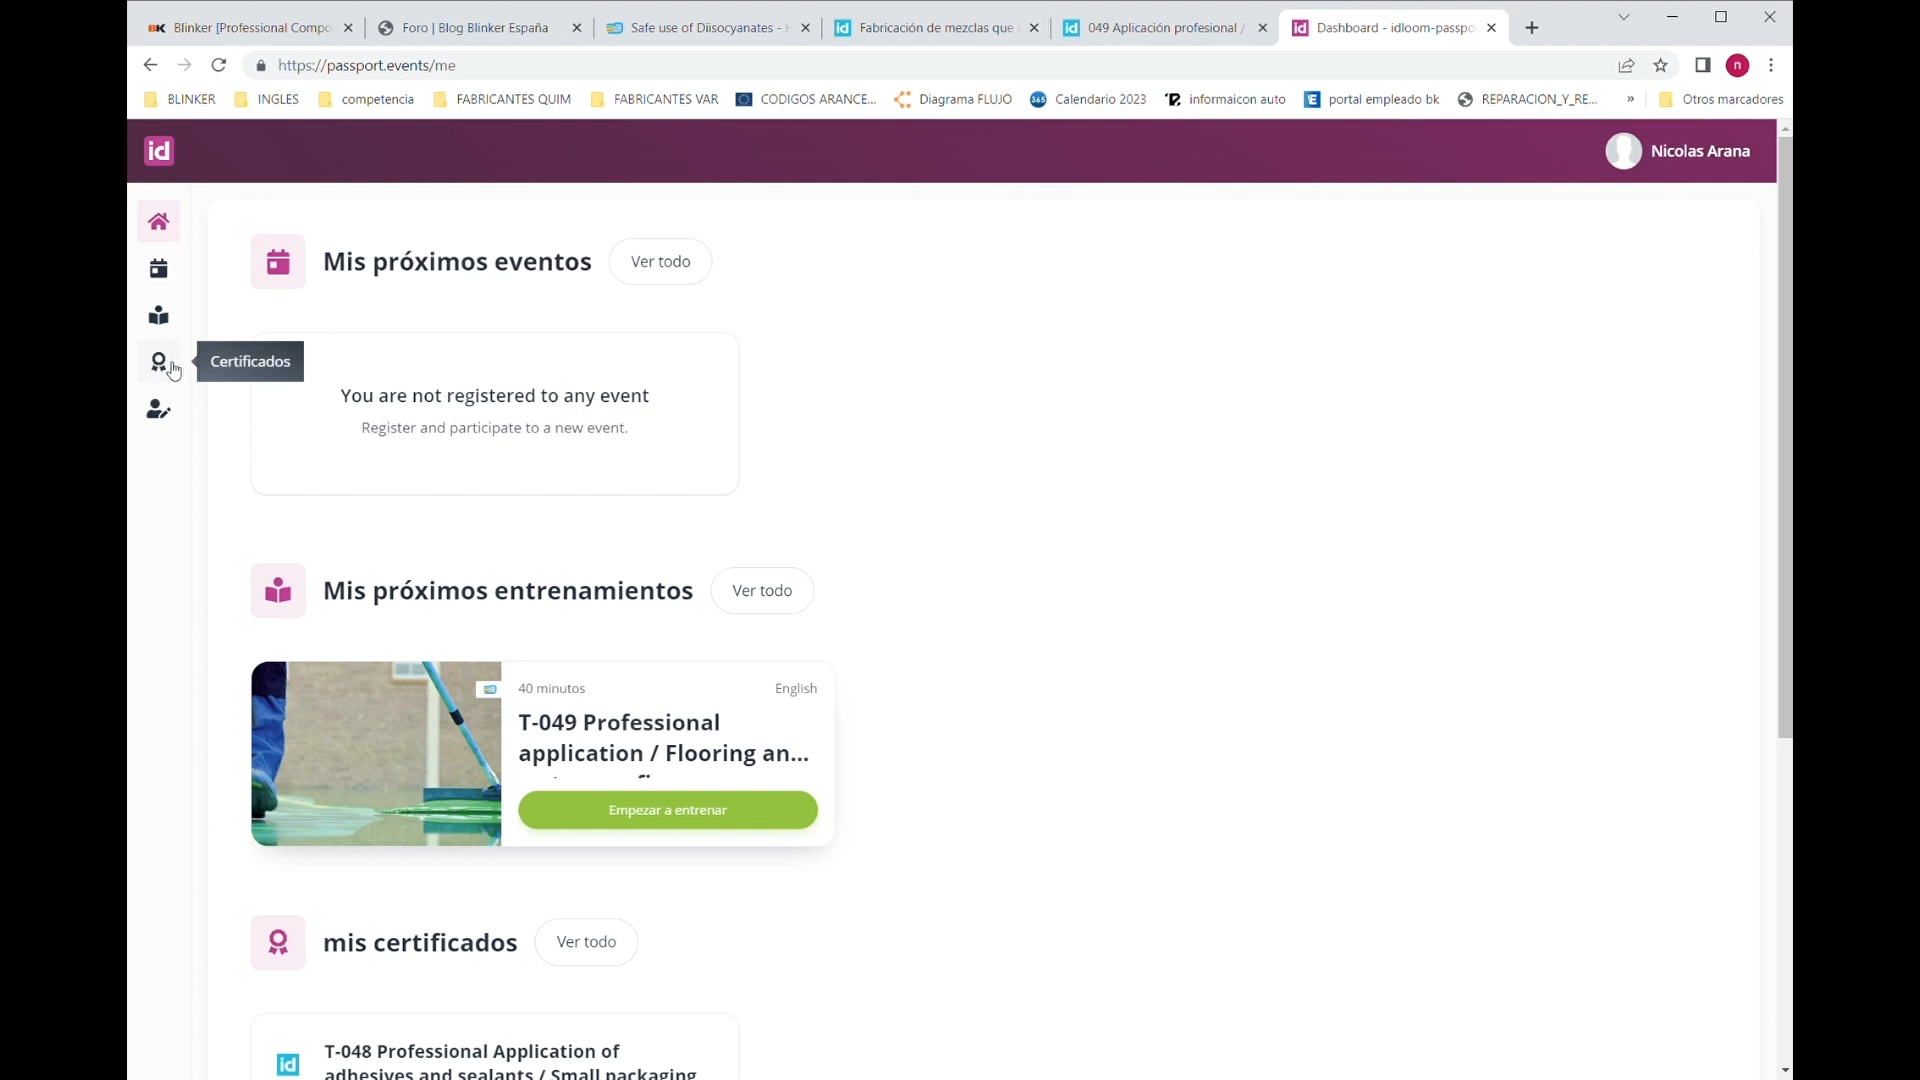 Blinker [Professional Compo
Foro | Blog Blinker España
Safe use of Diisocyanates - H
Fabricación de mezclas que
049 Aplicación profesional /
Dashboard - idloom-passpo
https://passport.events/me
n
BLINKER
INGLES
competencia
FABRICANTES QUIM
FABRICANTES VAR
CODIGOS ARANCE...
Diagrama FLUJO
Calendario 2023
informaicon auto
portal empleado bk
REPARACION_Y_RE...
»
Otros marcadores
id
Nicolas Arana
Mis próximos eventos
Ver todo
Certificados
You are not registered to any event
Register and participate to a new event.
Mis próximos entrenamientos
Ver todo
40 minutos
English
T-049 Professional
application / Flooring an...
Empezar a entrenar
mis certificados
Ver todo
id
T-048 Professional Application of
adhesives and sealants / Small packaging